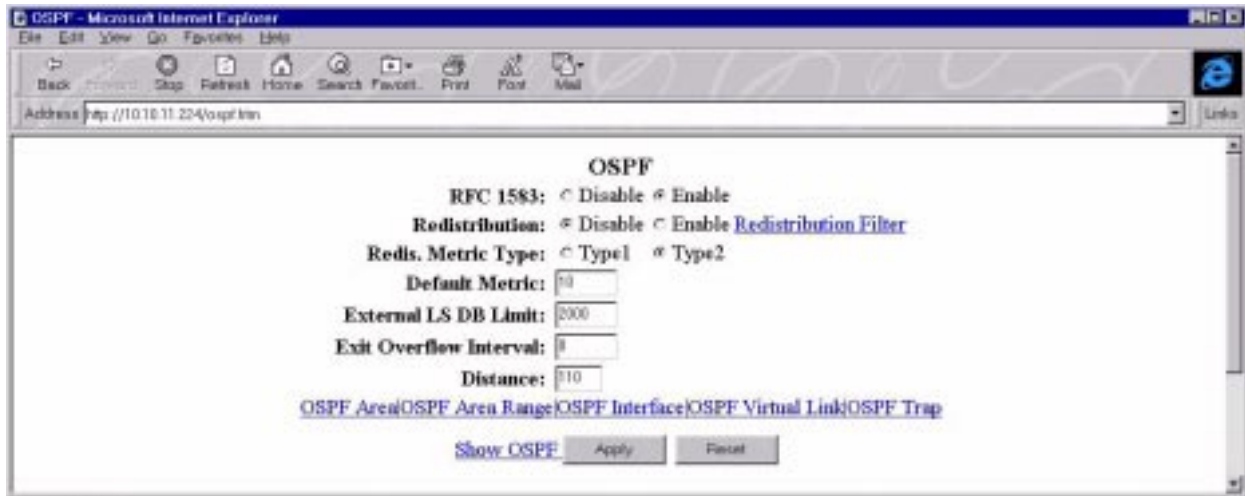 OSPF - Microsoft Internet Explorer
File Edit View Go Favorites Help
Back Forward Stop Refresh Home Search Favorit.. Print Font Mail
Address http://10.10.11.224/ospf.htm Links
OSPF
RFC 1583: Disable Enable
Redistribution: Disable Enable Redistribution Filter
Redis. Metric Type: Type1 Type2
Default Metric: 10
External LS DB Limit: 2000
Exit Overflow Interval: 0
Distance: 110
OSPF Area|OSPF Area Range|OSPF Interface|OSPF Virtual Link|OSPF Trap
Show OSPF Apply Reset